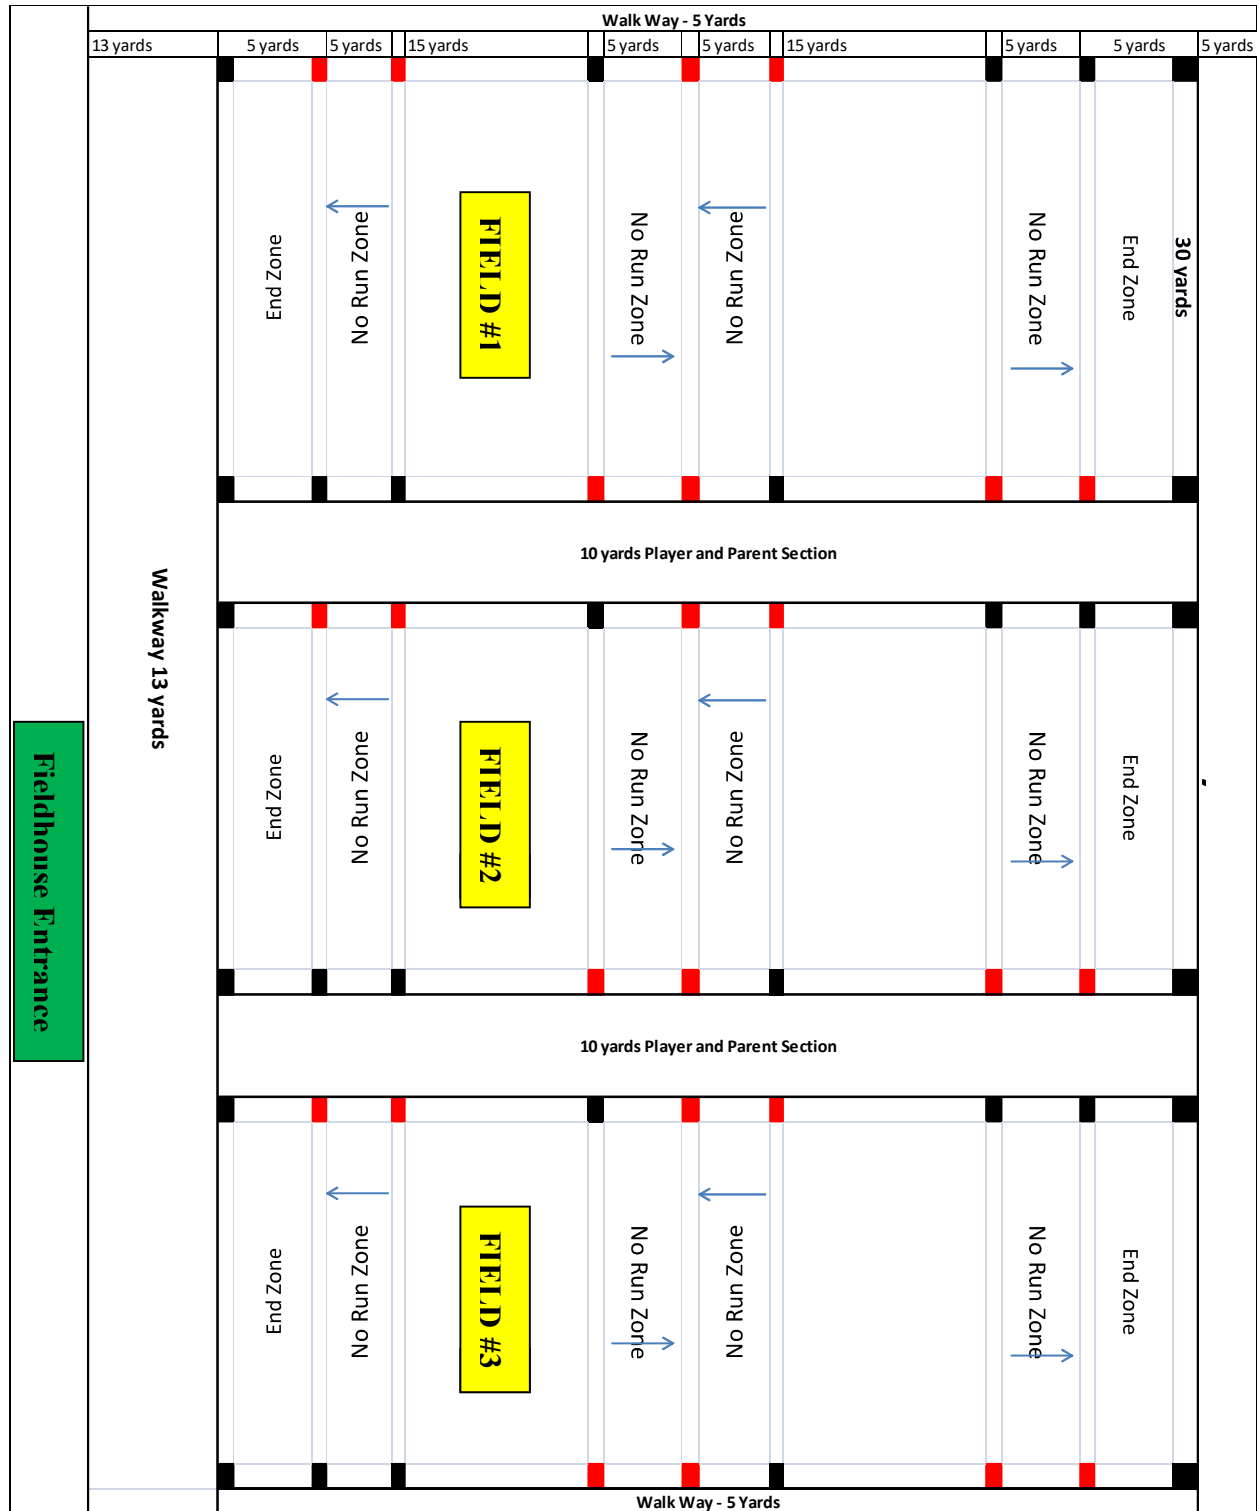 Walk Way - 5 Yards
13 yards 5 yards 5 yards 15 yards 5 yards 5 yards 15 yards 5 yards 5 yards 5 yards
End Zone
No Run Zone
FIELD #1
No Run Zone
No Run Zone
No Run Zone
End Zone
30 yards
10 yards Player and Parent Section
Walkway 13 yards
Fieldhouse Entrance
End Zone
No Run Zone
FIELD #2
No Run Zone
No Run Zone
No Run Zone
End Zone
10 yards Player and Parent Section
End Zone
No Run Zone
FIELD #3
No Run Zone
No Run Zone
No Run Zone
End Zone
Walk Way - 5 Yards